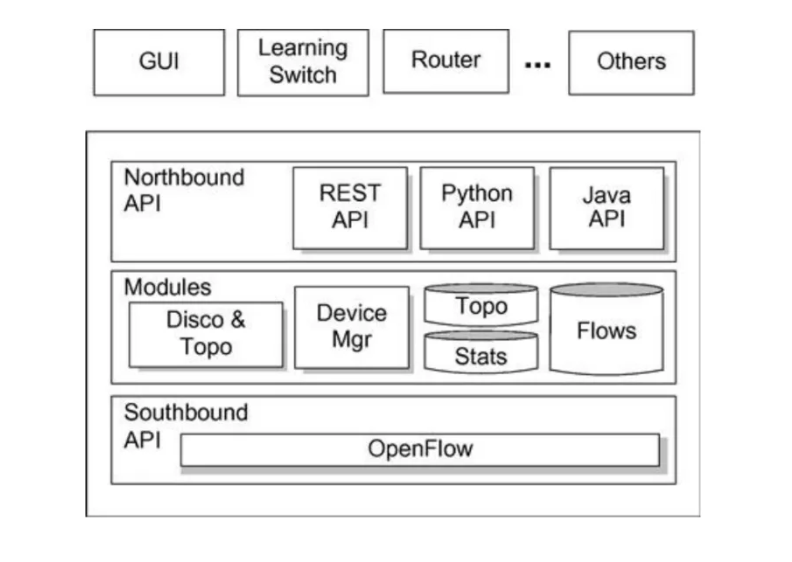 GUI
Learning
Switch
Router
...
Others
Northbound
API
REST
API
Python
API
Java
API
Modules
Disco &
Topo
Device
Mgr
Topo
Stats
Flows
Southbound
API
OpenFlow